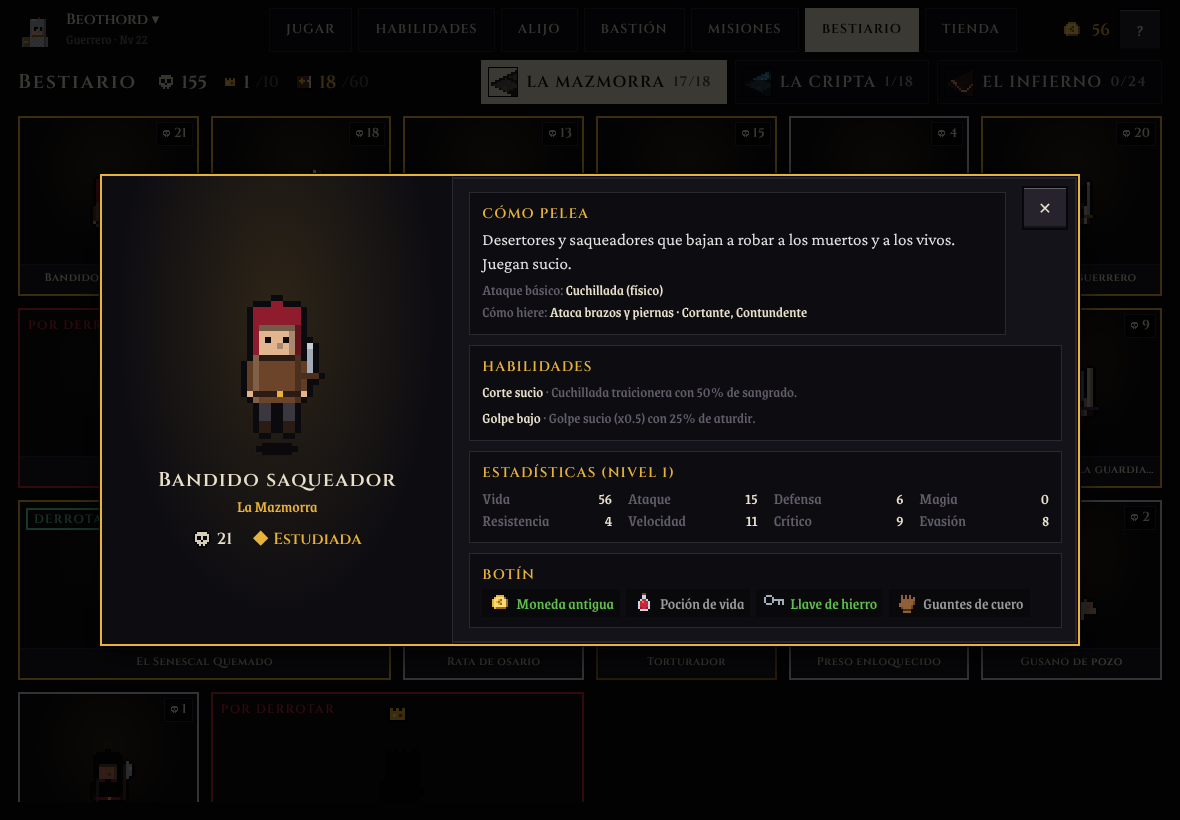 Beothord ▾
Guerrero · Nv 22
JUGAR
HABILIDADES
ALIJO
BASTIÓN
MISIONES
BESTIARIO
TIENDA
56
?
Bestiario
155
1 /10
18 /60
LA MAZMORRA 17/18
LA CRIPTA 1/18
EL INFIERNO 0/24
21
18
13
15
4
20
Bandido
guerrero
CÓMO PELEA
Desertores y saqueadores que bajan a robar a los muertos y a los vivos.
Juegan sucio.
Ataque básico: Cuchillada (físico)
Cómo hiere: Ataca brazos y piernas · Cortante, Contundente
×
HABILIDADES
Corte sucio · Cuchillada traicionera con 50% de sangrado.
Golpe bajo · Golpe sucio (x0.5) con 25% de aturdir.
ESTADÍSTICAS (NIVEL 1)
Vida 56 Ataque 15 Defensa 6 Magia 0
Resistencia 4 Velocidad 11 Crítico 9 Evasión 8
BOTÍN
Moneda antigua
Poción de vida
Llave de hierro
Guantes de cuero
Bandido saqueador
La Mazmorra
21
Estudiada
POR DERR
9
la guardia...
DERROTA
2
El Senescal Quemado
Rata de osario
Torturador
Preso enloquecido
Gusano de pozo
1
POR DERROTAR